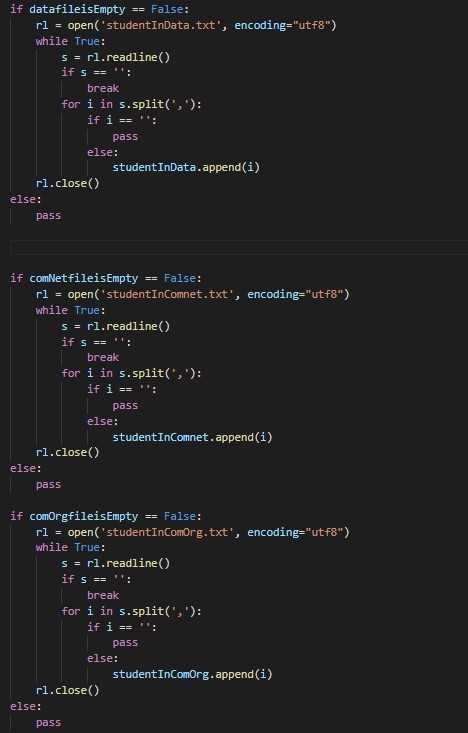 if datafileisEmpty == False:
    rl = open('studentInData.txt', encoding="utf8")
    while True:
        s = rl.readline()
        if s == '':
            break
        for i in s.split(','):
            if i == '':
                pass
            else:
                studentInData.append(i)
    rl.close()
else:
    pass
if comNetfileisEmpty == False:
    rl = open('studentInComnet.txt', encoding="utf8")
    while True:
        s = rl.readline()
        if s == '':
            break
        for i in s.split(','):
            if i == '':
                pass
            else:
                studentInComnet.append(i)
    rl.close()
else:
    pass
if comOrgfileisEmpty == False:
    rl = open('studentInComOrg.txt', encoding="utf8")
    while True:
        s = rl.readline()
        if s == '':
            break
        for i in s.split(','):
            if i == '':
                pass
            else:
                studentInComOrg.append(i)
    rl.close()
else:
    pass